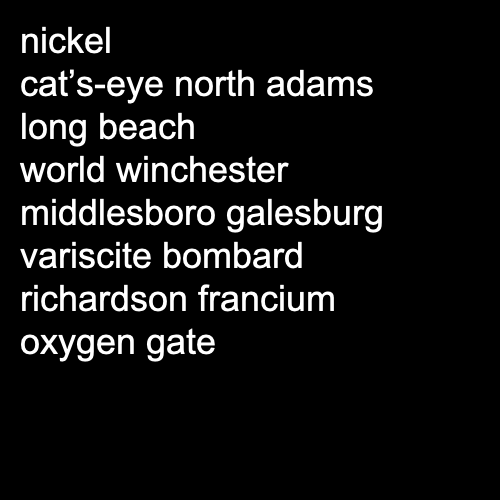 nickel
cat’s-eye north adams
long beach
world winchester
middlesboro galesburg
variscite bombard
richardson francium
oxygen gate